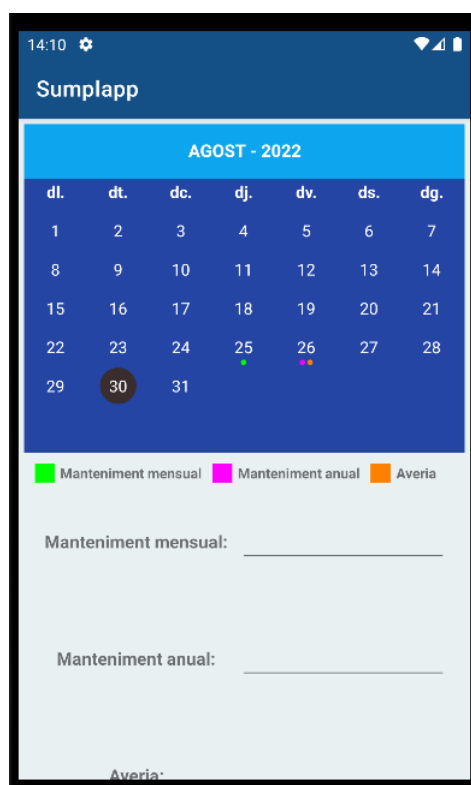 14:10
Sumplapp
AGOST - 2022
dl. dt. dc. dj. dv. ds. dg.
1 2 3 4 5 6 7
8 9 10 11 12 13 14
15 16 17 18 19 20 21
22 23 24 25 26 27 28
29 30 31
Manteniment mensual Manteniment anual Averia
Manteniment mensual:
Manteniment anual:
Averia: